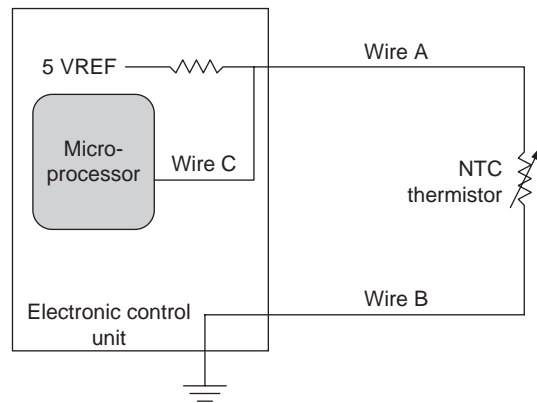 Wire A
5 VREF
Micro-
processor
Wire C
NTC
thermistor
Wire B
Electronic control
unit